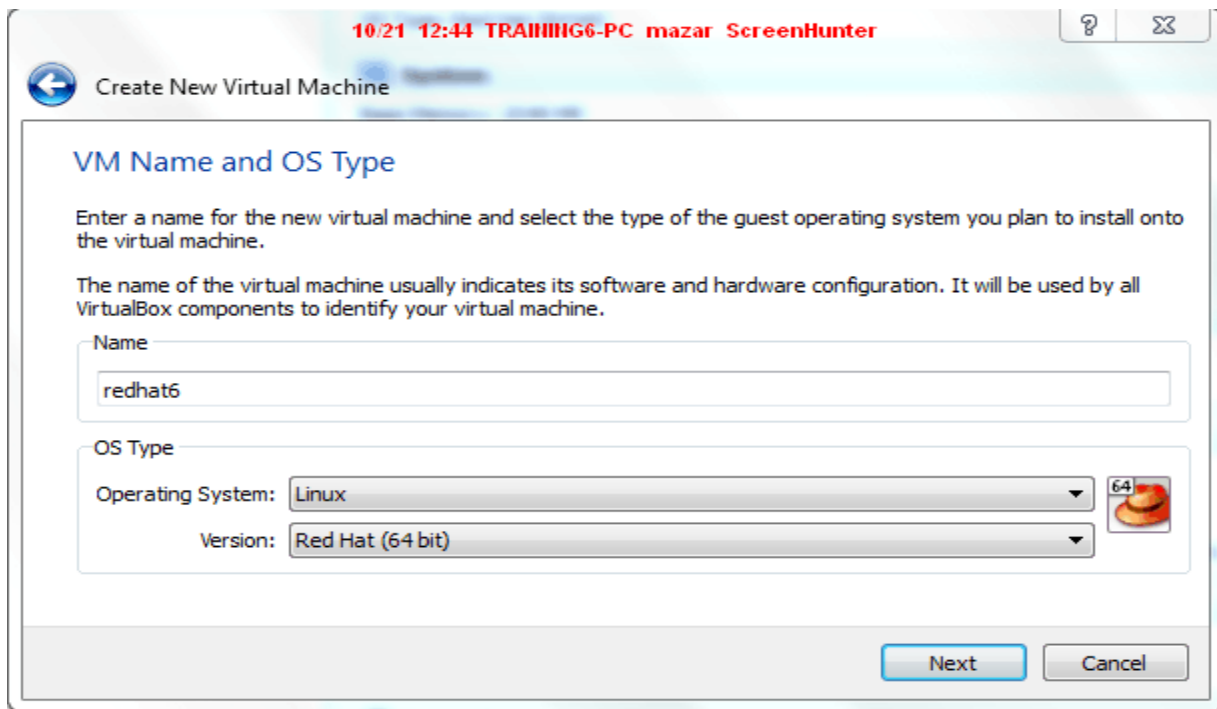 10/21 12:44 TRAINING6-PC mazar ScreenHunter
Create New Virtual Machine
VM Name and OS Type
Enter a name for the new virtual machine and select the type of the guest operating system you plan to install onto
the virtual machine.
The name of the virtual machine usually indicates its software and hardware configuration. It will be used by all
VirtualBox components to identify your virtual machine.
Name
redhat6
OS Type
Operating System: Linux
64
Version: Red Hat (64 bit)
Next Cancel